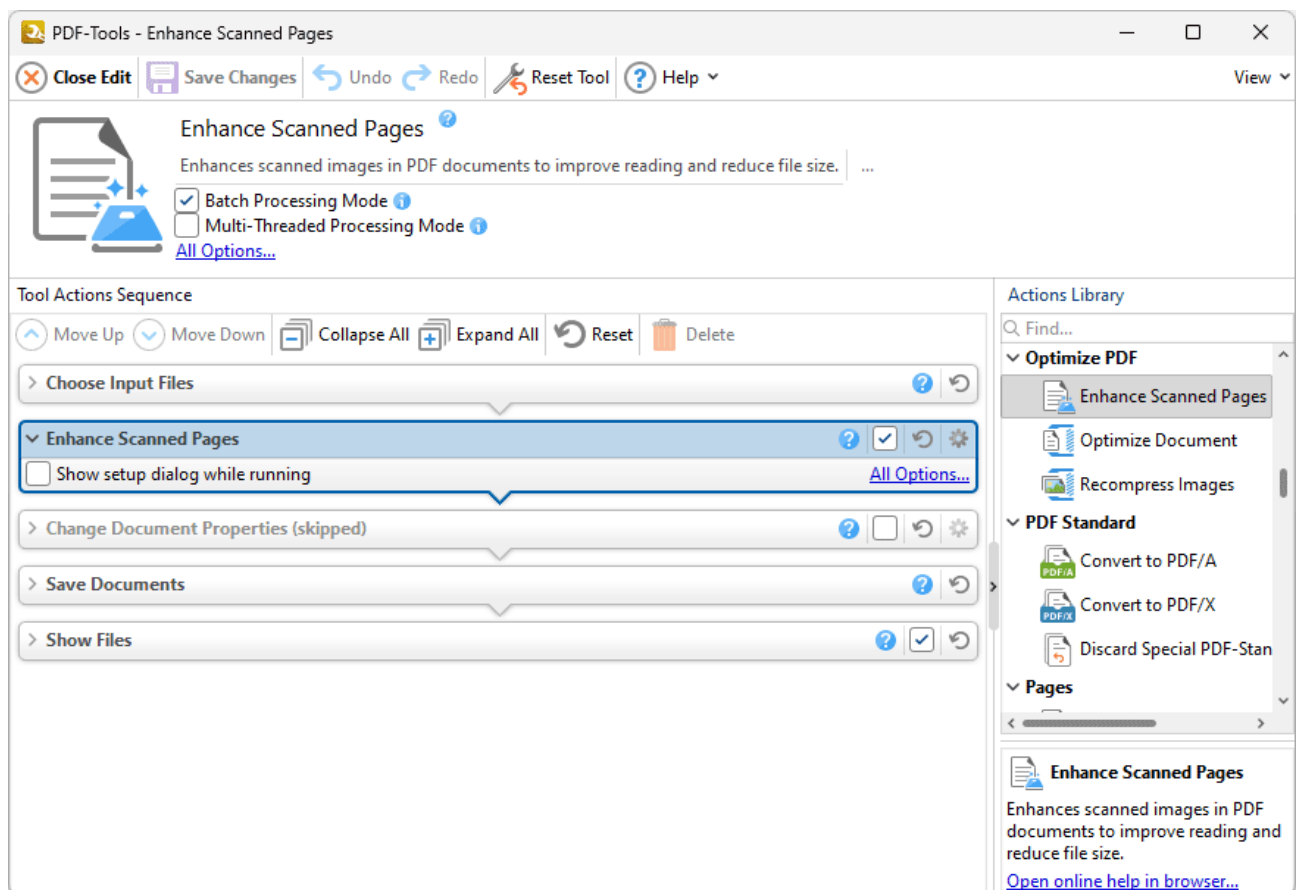 PDF-Tools - Enhance Scanned Pages
Close Edit Save Changes Undo Redo Reset Tool ? Help View
Enhance Scanned Pages ?
Enhances scanned images in PDF documents to improve reading and reduce file size. ...
Batch Processing Mode i
Multi-Threaded Processing Mode i
All Options...
Tool Actions Sequence
Move Up Move Down Collapse All Expand All Reset Delete
Choose Input Files ?
Enhance Scanned Pages ?
Show setup dialog while running All Options...
Change Document Properties (skipped) ?
Save Documents ?
Show Files ?
Actions Library
Find...
Optimize PDF
Enhance Scanned Pages
Optimize Document
Recompress Images
PDF Standard
PDF/A Convert to PDF/A
PDF/X Convert to PDF/X
Discard Special PDF-Stan
Pages
Enhance Scanned Pages
Enhances scanned images in PDF
documents to improve reading and
reduce file size.
Open online help in browser...